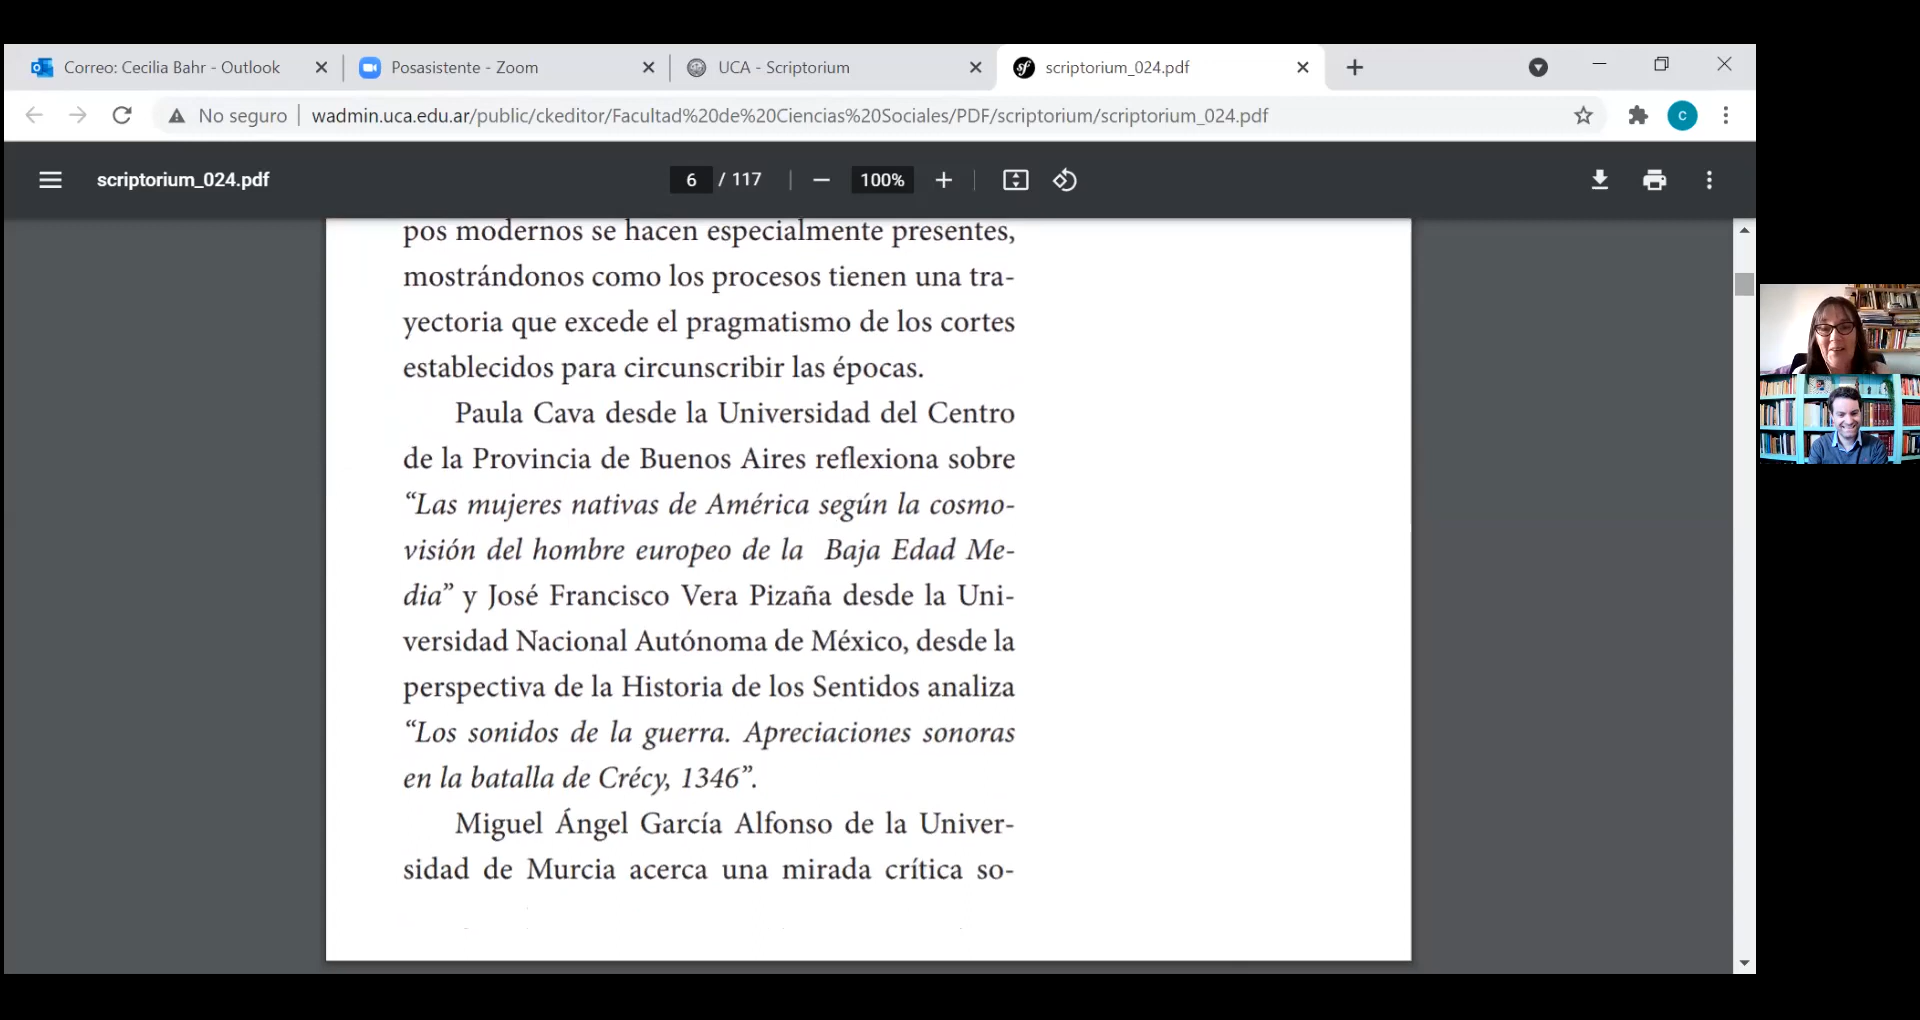 Correo: Cecilia Bahr - Outlook
Posasistente - Zoom
UCA - Scriptorium
scriptorium_024.pdf
No seguro
wadmin.uca.edu.ar/public/ckeditor/Facultad%20de%20Ciencias%20Sociales/PDF/scriptorium/scriptorium_024.pdf
c
scriptorium_024.pdf
6 / 117
100%
pos modernos se hacen especialmente presentes,
mostrándonos como los procesos tienen una tra-
yectoria que excede el pragmatismo de los cortes
establecidos para circunscribir las épocas.
Paula Cava desde la Universidad del Centro
de la Provincia de Buenos Aires reflexiona sobre
“Las mujeres nativas de América según la cosmo-
visión del hombre europeo de la Baja Edad Me-
dia” y José Francisco Vera Pizaña desde la Uni-
versidad Nacional Autónoma de México, desde la
perspectiva de la Historia de los Sentidos analiza
“Los sonidos de la guerra. Apreciaciones sonoras
en la batalla de Crécy, 1346”.
Miguel Ángel García Alfonso de la Univer-
sidad de Murcia acerca una mirada crítica so-